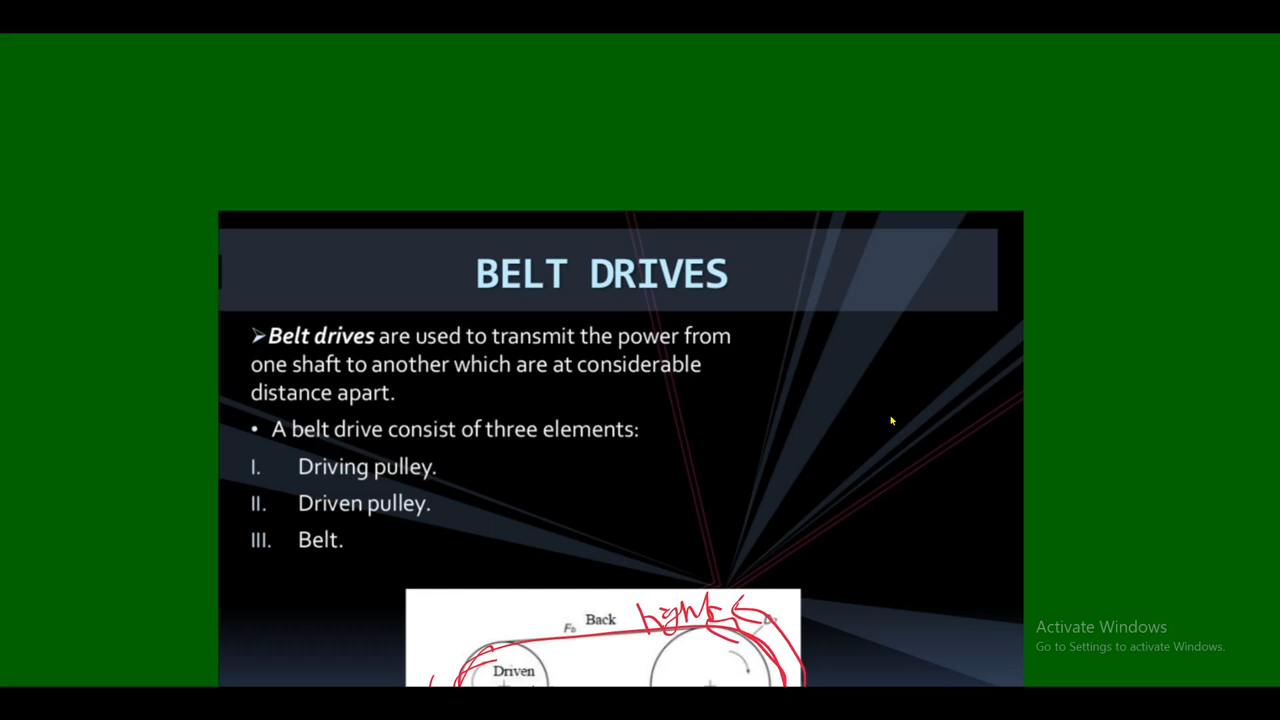 BELT DRIVES
➢Belt drives are used to transmit the power from
one shaft to another which are at considerable
distance apart.
• A belt drive consist of three elements:
I. Driving pulley.
II. Driven pulley.
III. Belt.
Back
Driven
Activate Windows
Go to Settings to activate Windows.